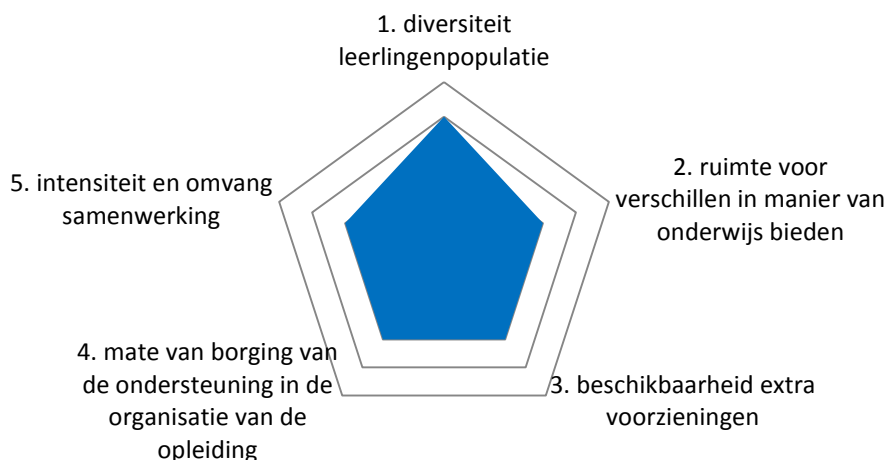 1. diversiteit
leerlingenpopulatie
2. ruimte voor
verschillen in manier van
onderwijs bieden
3. beschikbaarheid extra
voorzieningen
4. mate van borging van
de ondersteuning in de
organisatie van de
opleiding
5. intensiteit en omvang
samenwerking